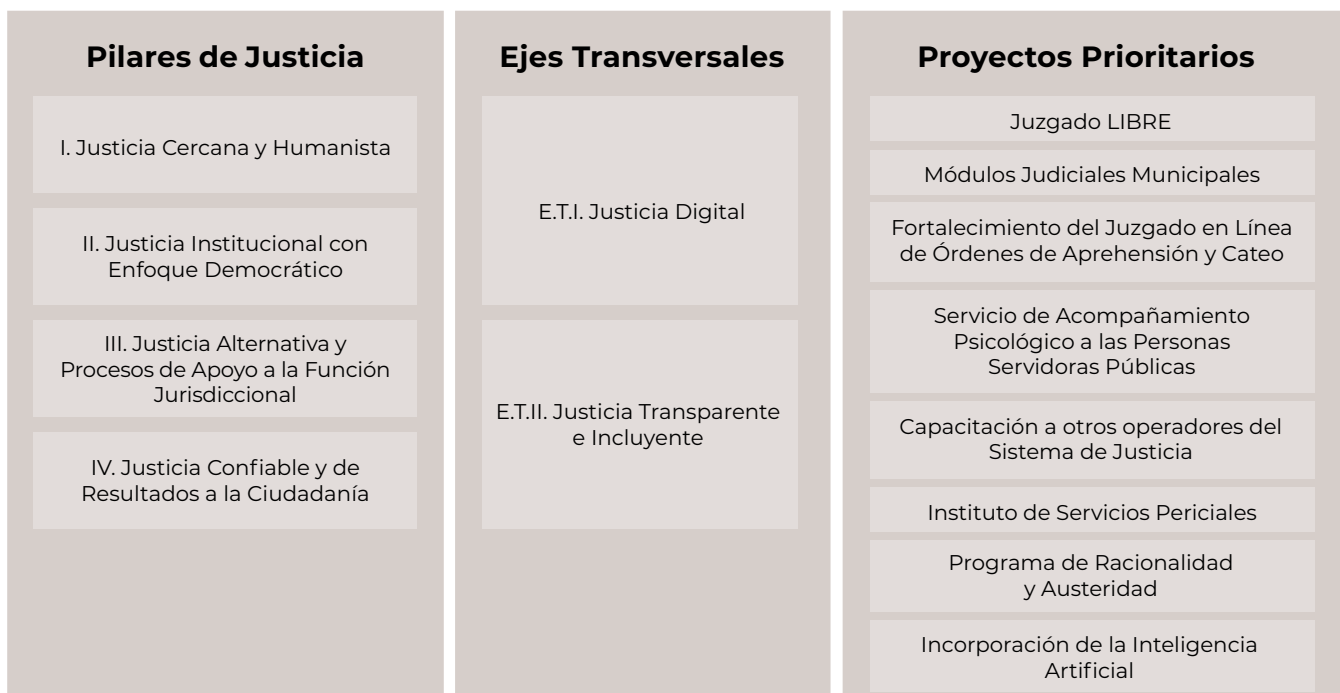 Pilares de Justicia
I. Justicia Cercana y Humanista
II. Justicia Institucional con
Enfoque Democrático
III. Justicia Alternativa y
Procesos de Apoyo a la Función
Jurisdiccional
IV. Justicia Confiable y de
Resultados a la Ciudadanía
Ejes Transversales
E.T.I. Justicia Digital
E.T.II. Justicia Transparente
e Incluyente
Proyectos Prioritarios
Juzgado LIBRE
Módulos Judiciales Municipales
Fortalecimiento del Juzgado en Línea
de Órdenes de Aprehensión y Cateo
Servicio de Acompañamiento
Psicológico a las Personas
Servidoras Públicas
Capacitación a otros operadores del
Sistema de Justicia
Instituto de Servicios Periciales
Programa de Racionalidad
y Austeridad
Incorporación de la Inteligencia
Artificial